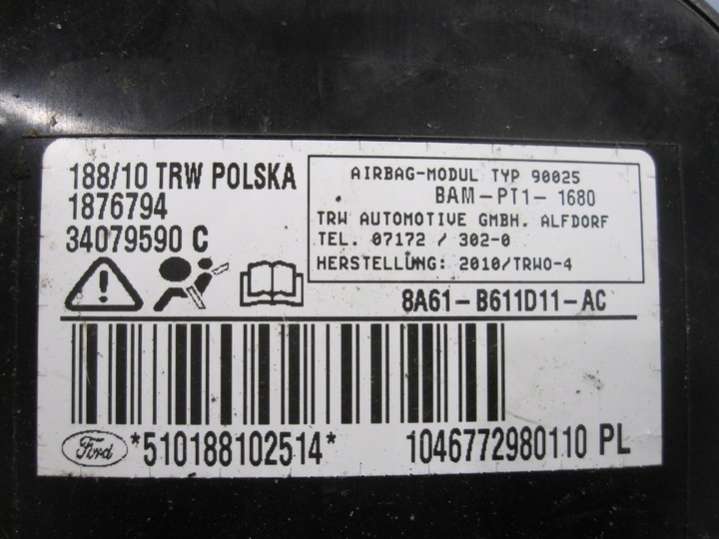 188/10 TRW POLSKA
1876794
34079590 C
AIRBAG-MODUL TYP 90025
BAM-PT1-1680
TRW AUTOMOTIVE GMBH. ALFDORF
TEL. 07172 / 302-0
HERSTELLUNG: 2010/TRWO-4
8A61-B611D11-AC
Ford
*510188102514*
1046772980110 PL